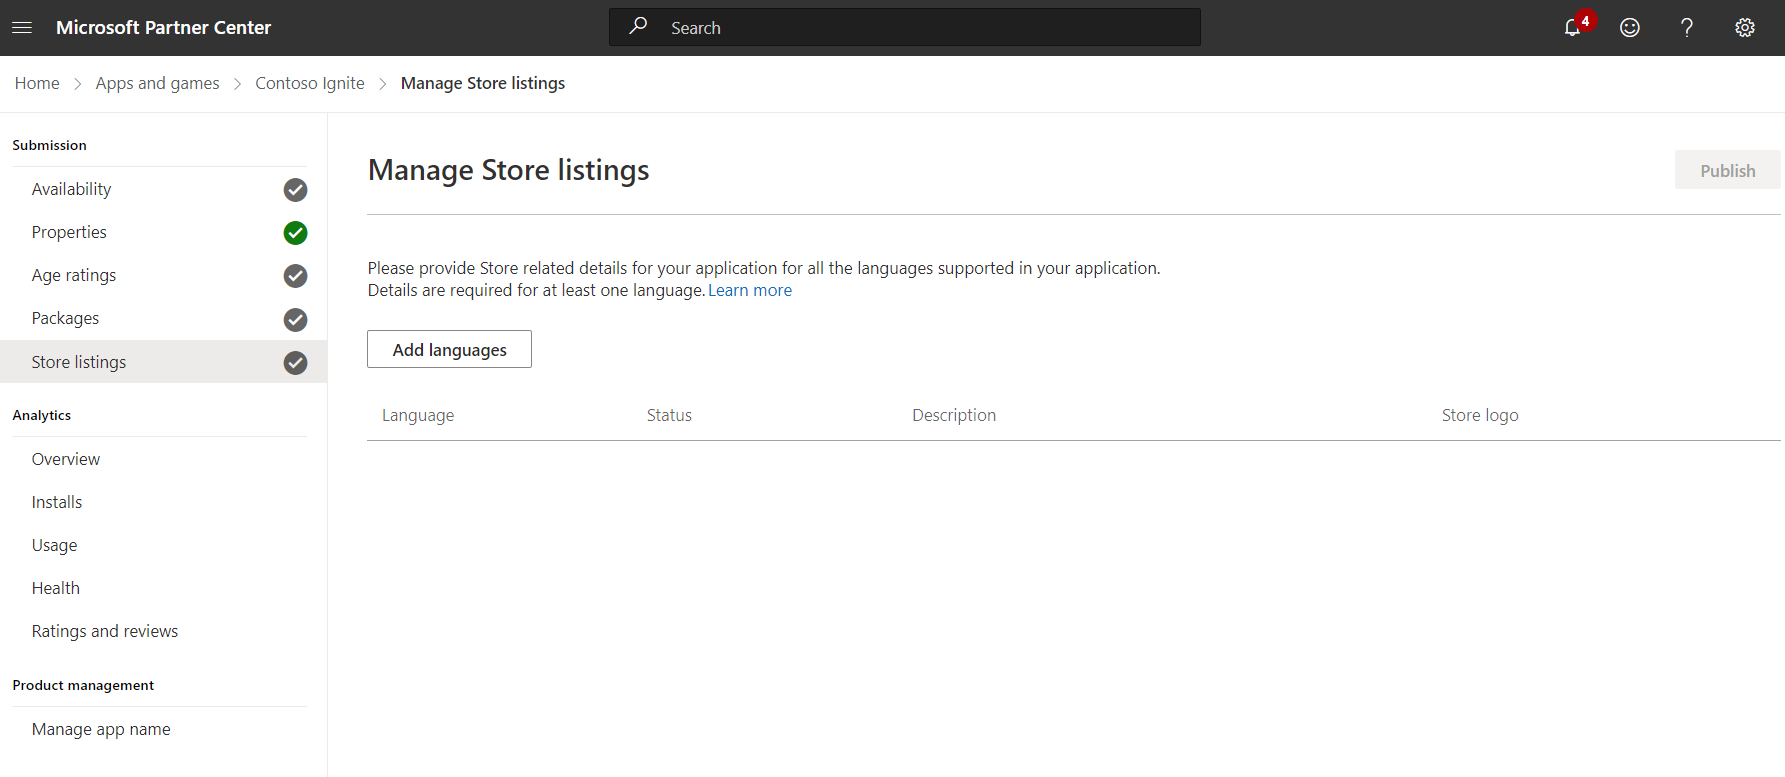 Microsoft Partner Center
Search
4
Home > Apps and games > Contoso Ignite > Manage Store listings
Submission
Availability
Properties
Age ratings
Packages
Store listings
Analytics
Overview
Installs
Usage
Health
Ratings and reviews
Product management
Manage app name
Manage Store listings
Publish
Please provide Store related details for your application for all the languages supported in your application.
Details are required for at least one language. Learn more
Add languages
Language Status Description Store logo